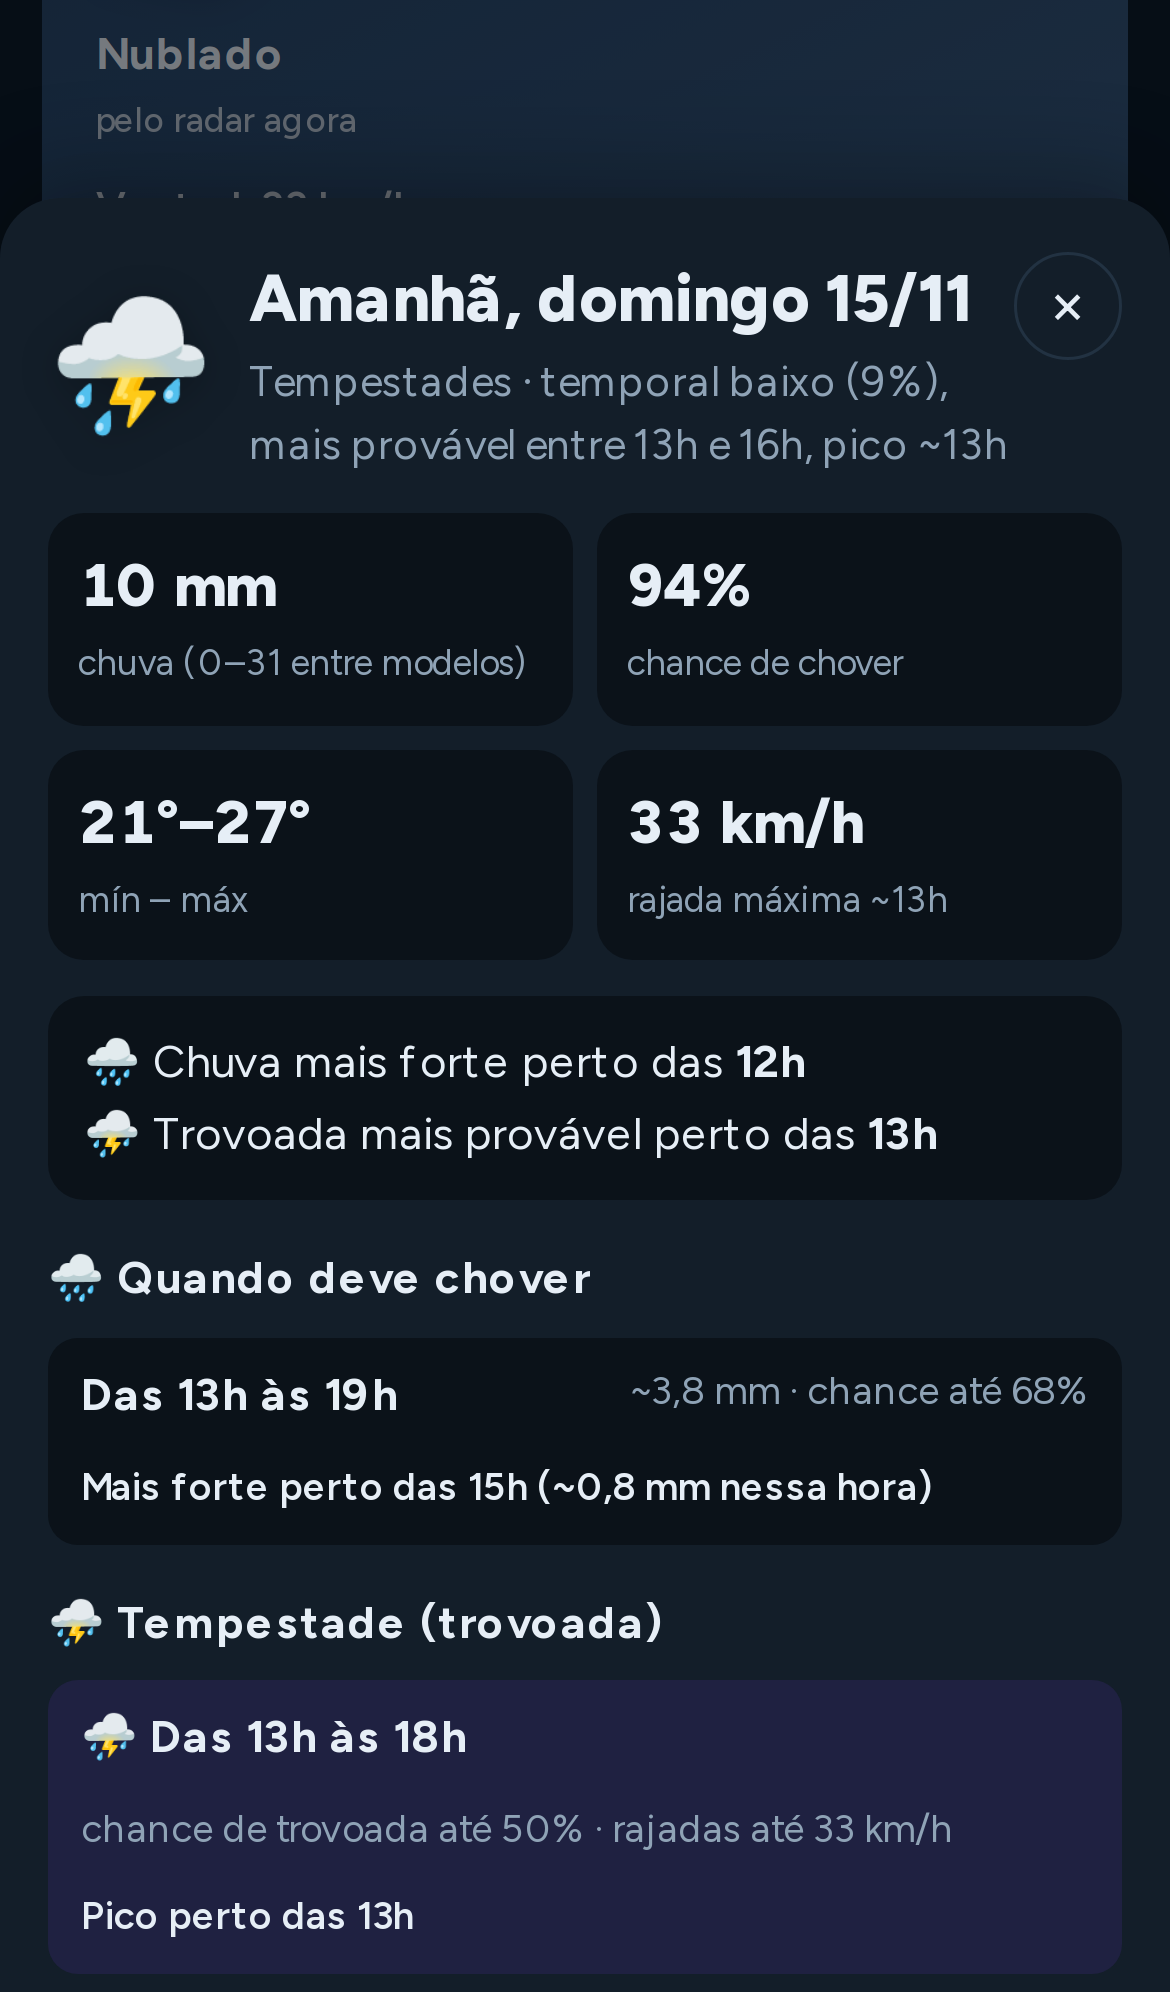 Nublado
pelo radar agora
Amanhã, domingo 15/11
×
Tempestades · temporal baixo (9%),
mais provável entre 13h e 16h, pico ~13h
10 mm
chuva (0–31 entre modelos)
94%
chance de chover
21°–27°
mín – máx
33 km/h
rajada máxima ~13h
Chuva mais forte perto das 12h
Trovoada mais provável perto das 13h
Quando deve chover
Das 13h às 19h
~3,8 mm · chance até 68%
Mais forte perto das 15h (~0,8 mm nessa hora)
Tempestade (trovoada)
Das 13h às 18h
chance de trovoada até 50% · rajadas até 33 km/h
Pico perto das 13h